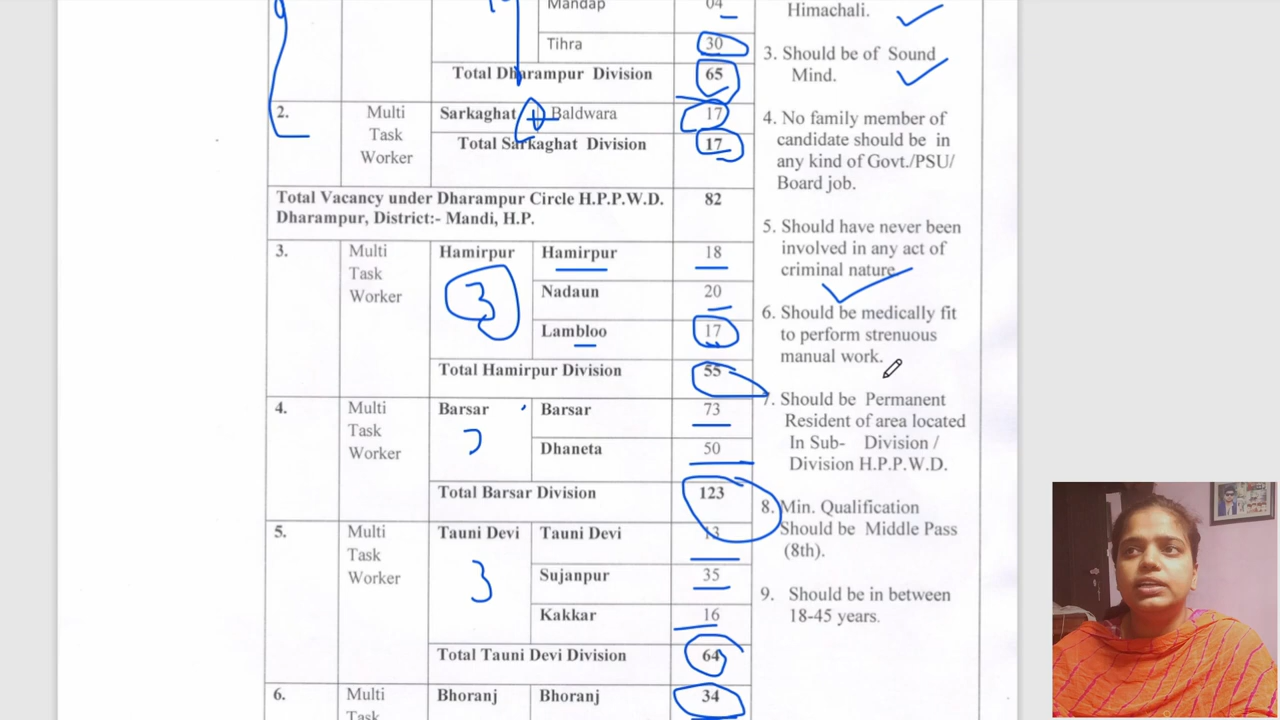 Mandap 04
Tihra 30
Total Dharampur Division 65
2. Multi Task Worker Sarkaghat Baldwara 17
Total Sarkaghat Division 17
Total Vacancy under Dharampur Circle H.P.P.W.D.
Dharampur, District:- Mandi, H.P. 82
3. Multi Task Worker Hamirpur Hamirpur 18
3
Nadaun 20
Lambloo 17
Total Hamirpur Division 55
4. Multi Task Worker Barsar Barsar 73
Dhaneta 50
Total Barsar Division 123
5. Multi Task Worker Tauni Devi Tauni Devi 13
3
Sujanpur 35
Kakkar 16
Total Tauni Devi Division 64
6. Multi Task Bhoranj Bhoranj 34
Himachali.
3. Should be of Sound
Mind.
4. No family member of
candidate should be in
any kind of Govt./PSU/
Board job.
5. Should have never been
involved in any act of
criminal nature
6. Should be medically fit
to perform strenuous
manual work.
7. Should be Permanent
Resident of area located
In Sub- Division /
Division H.P.P.W.D.
8. Min. Qualification
Should be Middle Pass
(8th).
9. Should be in between
18-45 years.